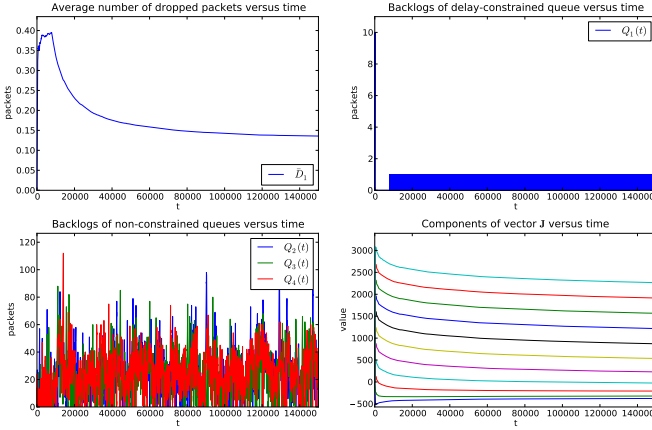 Average number of dropped packets versus time
packets
0.40
0.35
0.30
0.25
0.20
0.15
0.10
0.05
0.00
0 20000 40000 60000 80000 100000 120000 140000
t
D̄₁
Backlogs of delay-constrained queue versus time
packets
10
8
6
4
2
0
0 20000 40000 60000 80000 100000 120000 140000
t
Q₁(t)
Backlogs of non-constrained queues versus time
packets
120
100
80
60
40
20
0
0 20000 40000 60000 80000 100000 120000 140000
t
Q₂(t)
Q₃(t)
Q₄(t)
Components of vector J versus time
value
3000
2500
2000
1500
1000
500
0
−500
0 20000 40000 60000 80000 100000 120000 140000
t